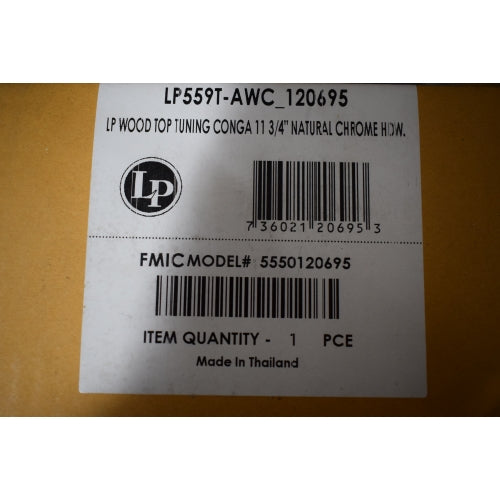 LP559T-AWC_120695
LP WOOD TOP TUNING CONGA 11 3/4" NATURAL CHROME HDW.
LP
7 36021 20695 3
FMIC MODEL# 5550120695
ITEM QUANTITY - 1 PCE
Made In Thailand